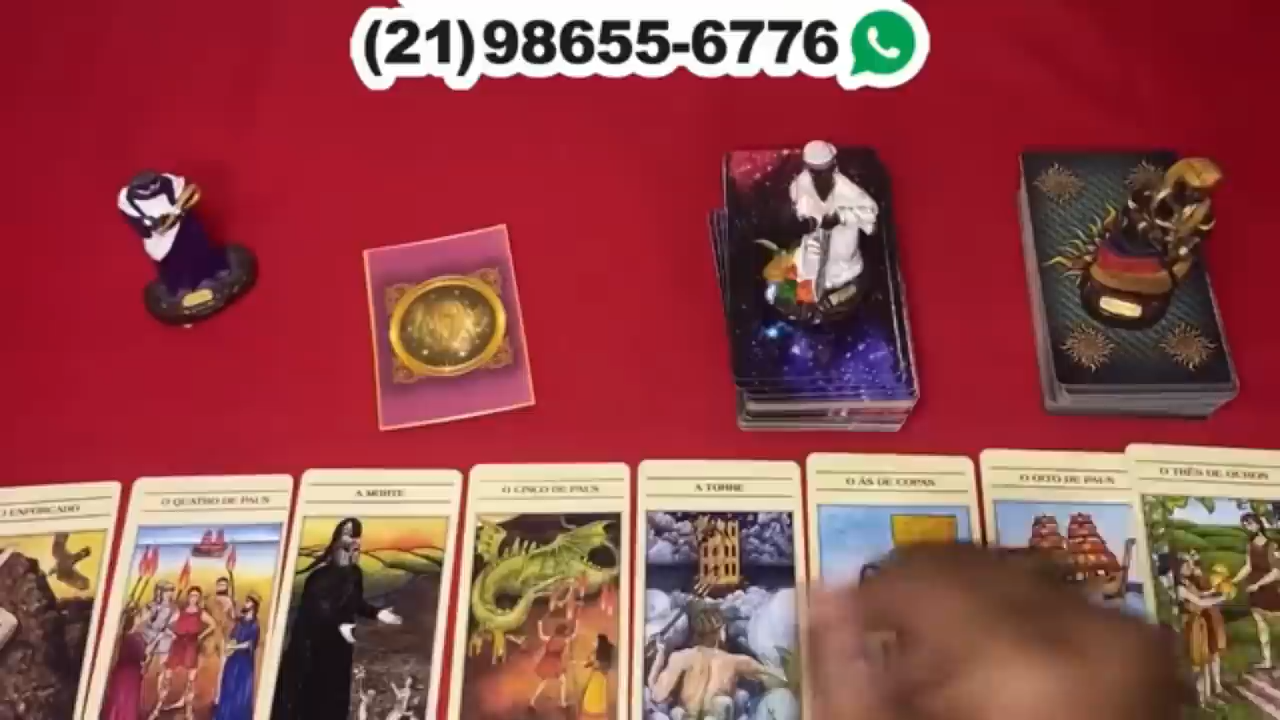 (21)98655-6776
O ENFORCADO
O QUATRO DE PAUS
A MORTE
O CINCO DE PAUS
A TORRE
O ÁS DE COPAS
O OITO DE PAUS
O TRÊS DE OUROS